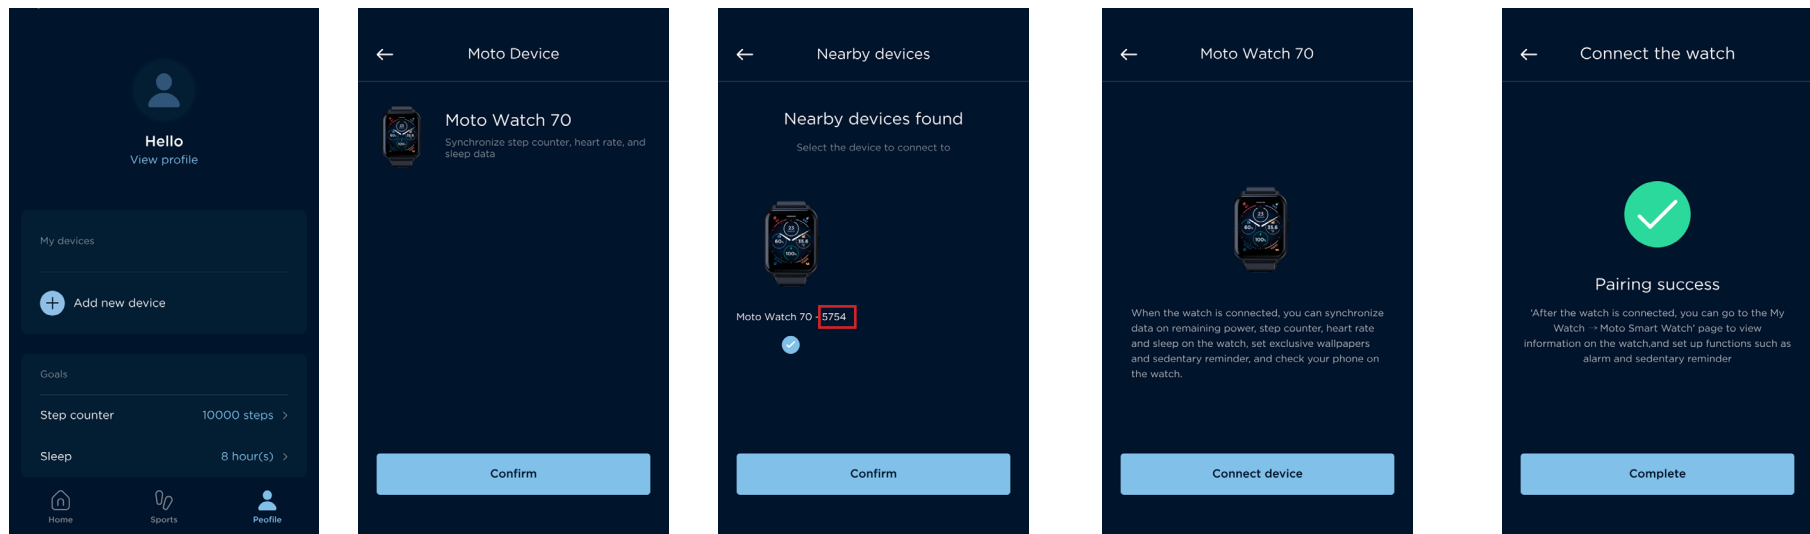 Hello
View profile
My devices
Add new device
Goals
Step counter
10000 steps
Sleep
8 hour(s)
Home
Sports
Peofile
Moto Device
Moto Watch 70
Synchronize step counter, heart rate, and
sleep data
Confirm
Nearby devices
Nearby devices found
Select the device to connect to
Moto Watch 70 - 5754
Confirm
Moto Watch 70
When the watch is connected, you can synchronize
data on remaining power, step counter, heart rate
and sleep on the watch, set exclusive wallpapers
and sedentary reminder, and check your phone on
the watch.
Connect device
Connect the watch
Pairing success
'After the watch is connected, you can go to the My
Watch → Moto Smart Watch' page to view
information on the watch,and set up functions such as
alarm and sedentary reminder
Complete